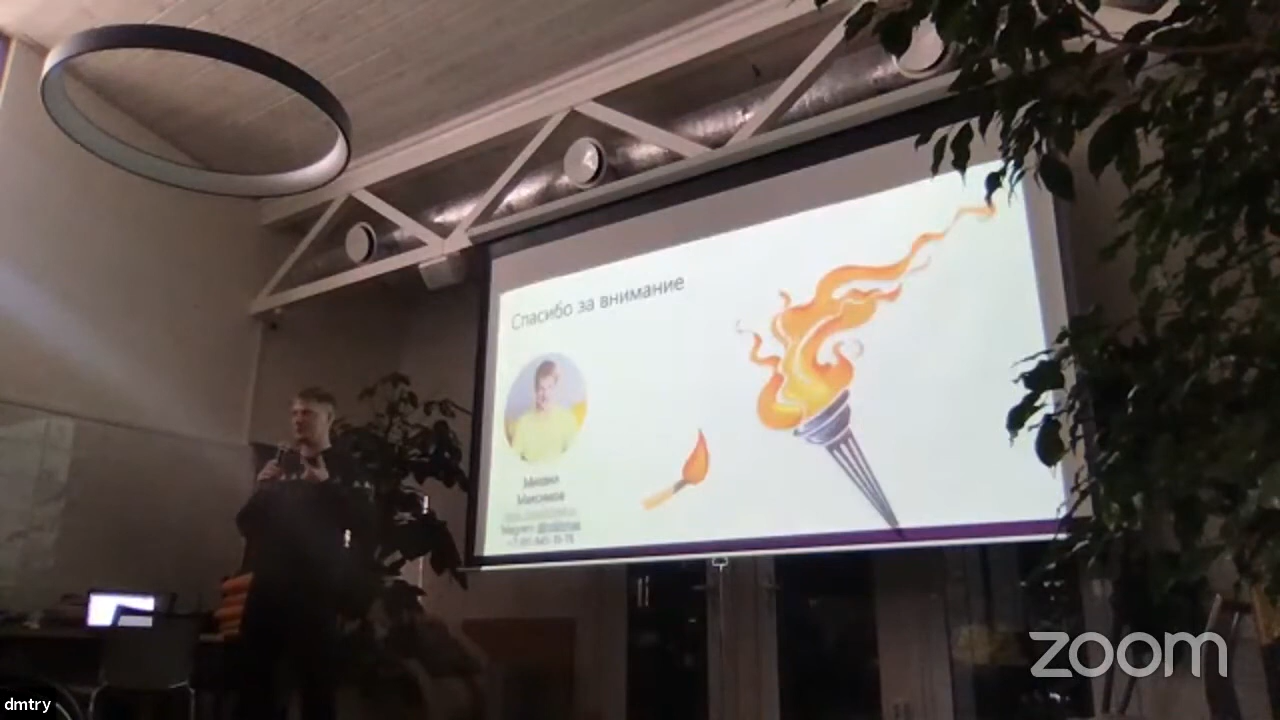 Спасибо за внимание
Михаил
Максимов
zoom
dmtry